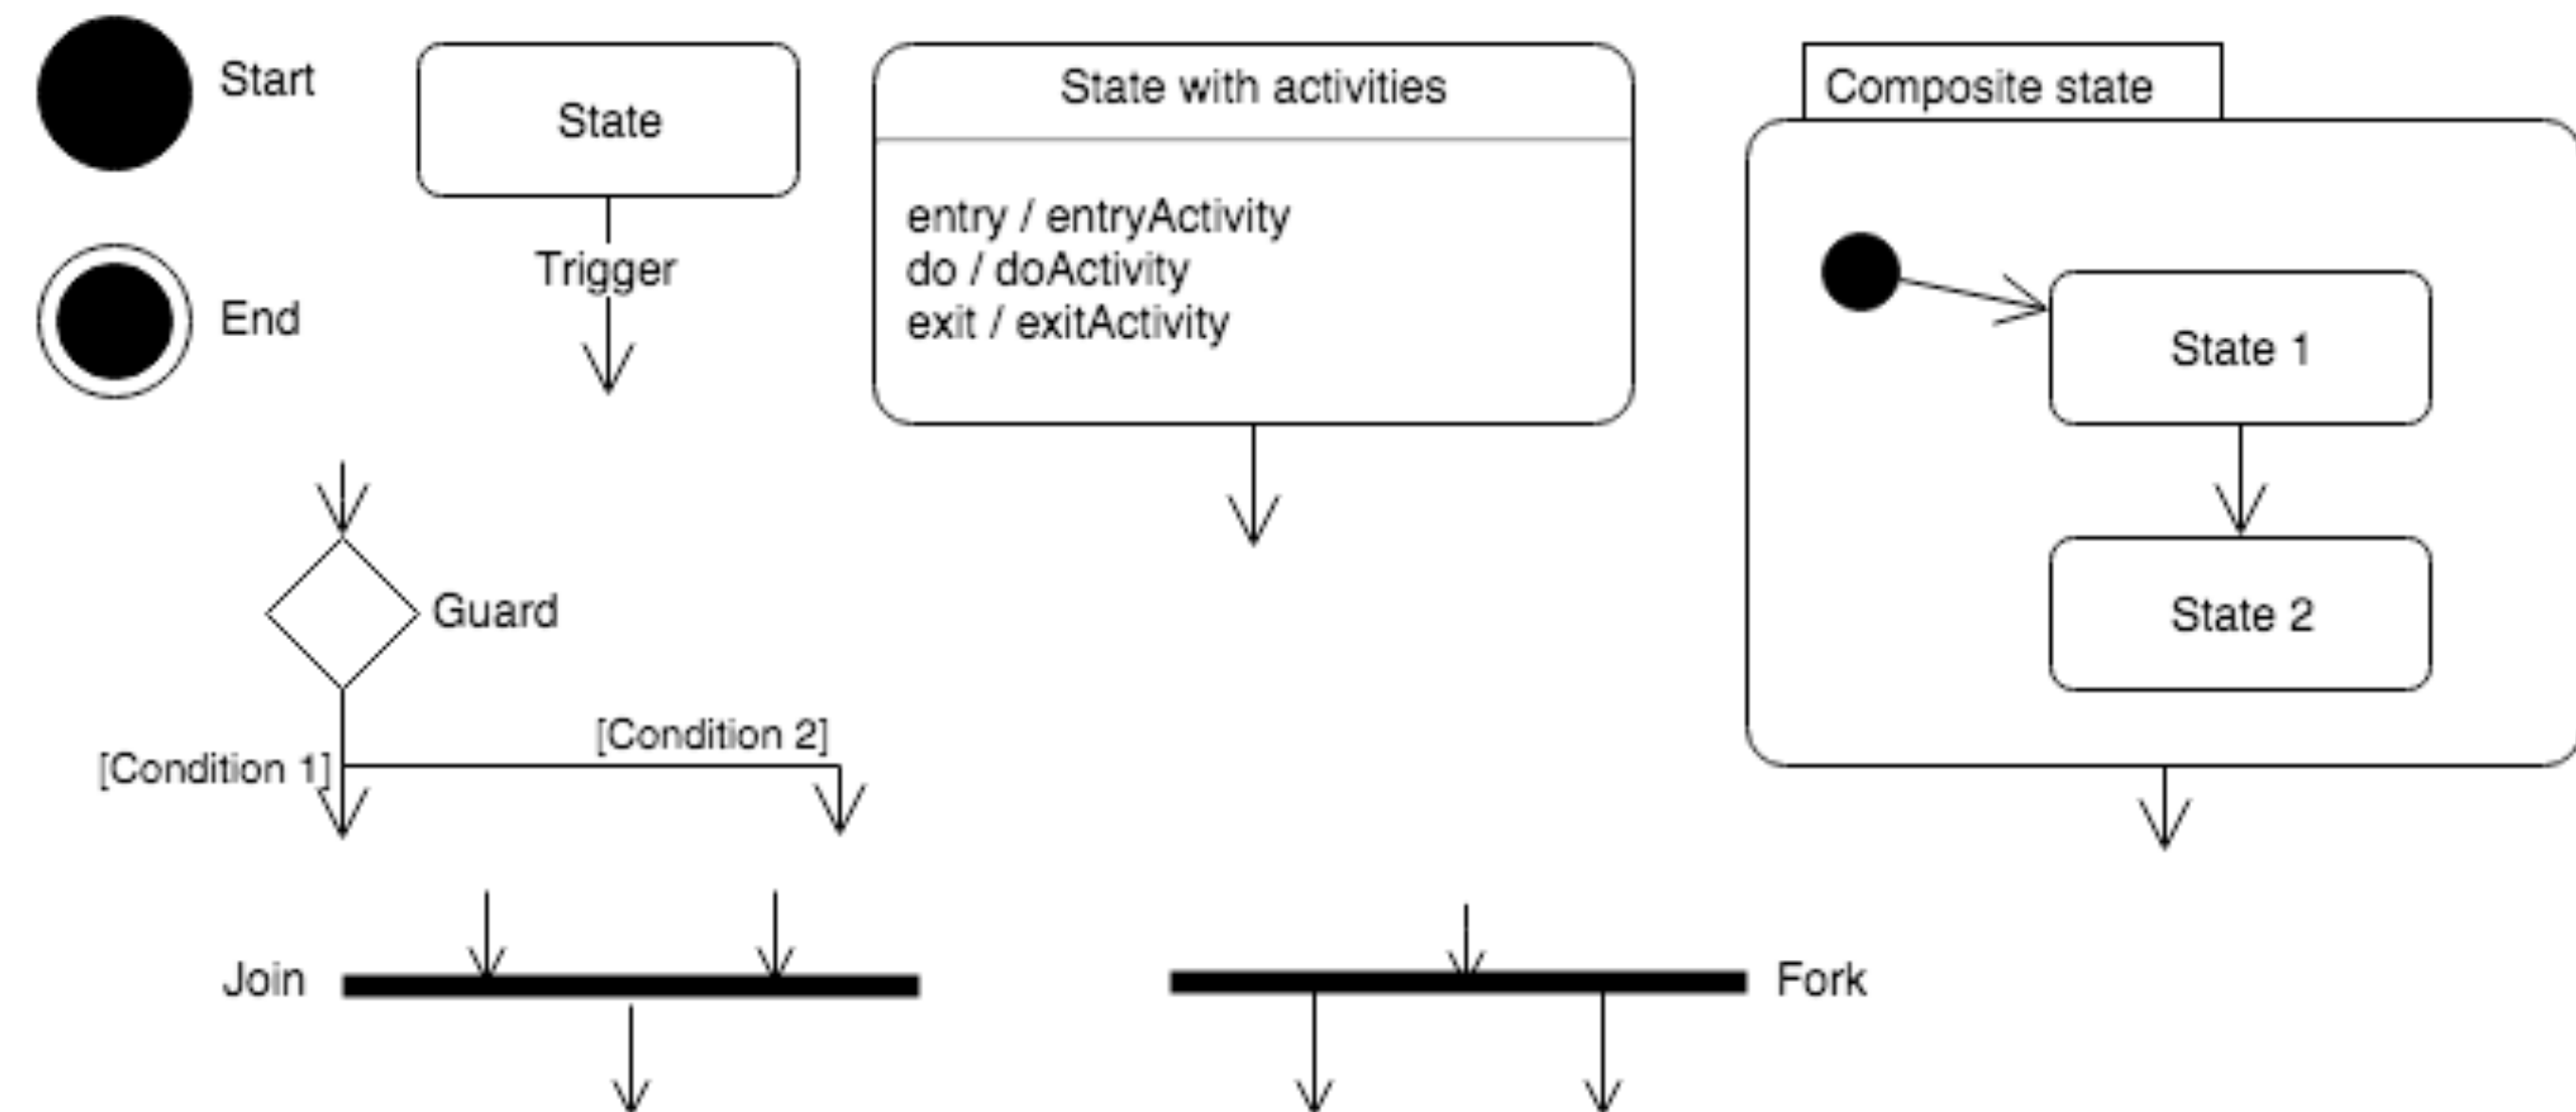 Start
State
State with activities
Composite state
entry / entryActivity
do / doActivity
exit / exitActivity
Trigger
End
State 1
State 2
Guard
[Condition 1]
[Condition 2]
Join
Fork